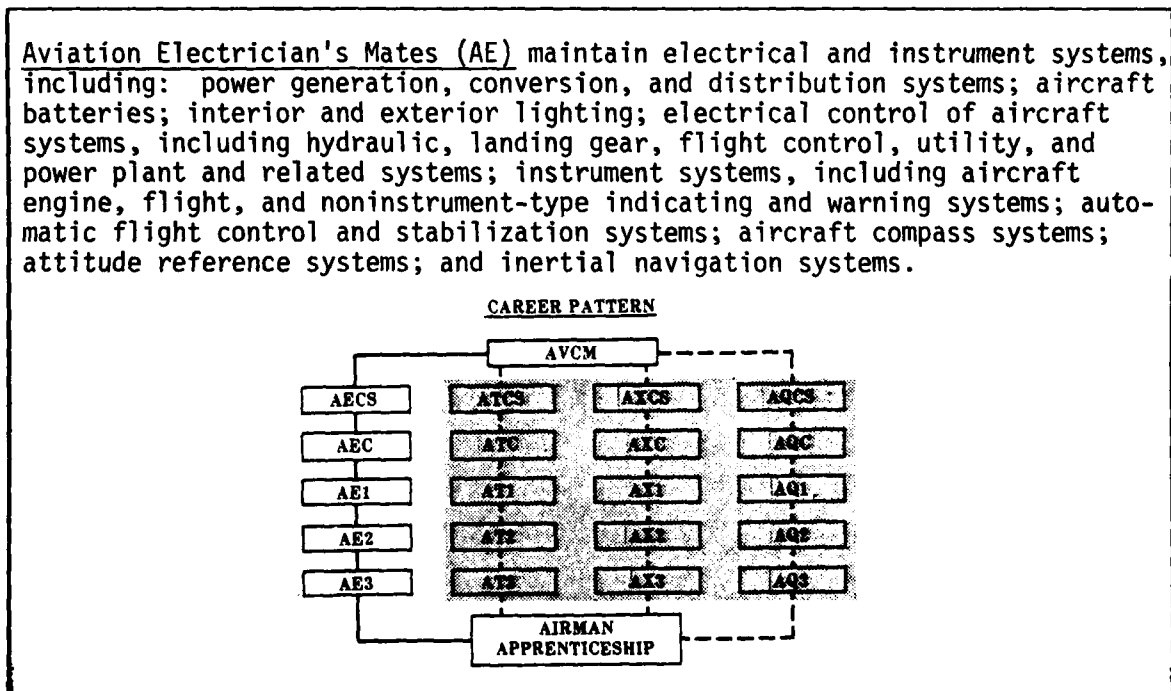 Aviation Electrician's Mates (AE) maintain electrical and instrument systems,
including: power generation, conversion, and distribution systems; aircraft
batteries; interior and exterior lighting; electrical control of aircraft
systems, including hydraulic, landing gear, flight control, utility, and
power plant and related systems; instrument systems, including aircraft
engine, flight, and noninstrument-type indicating and warning systems; auto-
matic flight control and stabilization systems; aircraft compass systems;
attitude reference systems; and inertial navigation systems.
CAREER PATTERN
AVCM
AECS ATCS AXCS AQCS
AEC ATC AXC AQC
AE1 AT1 AX1 AQ1
AE2 AT2 AX2 AQ2
AE3 AT3 AX3 AQ3
AIRMAN
APPRENTICESHIP